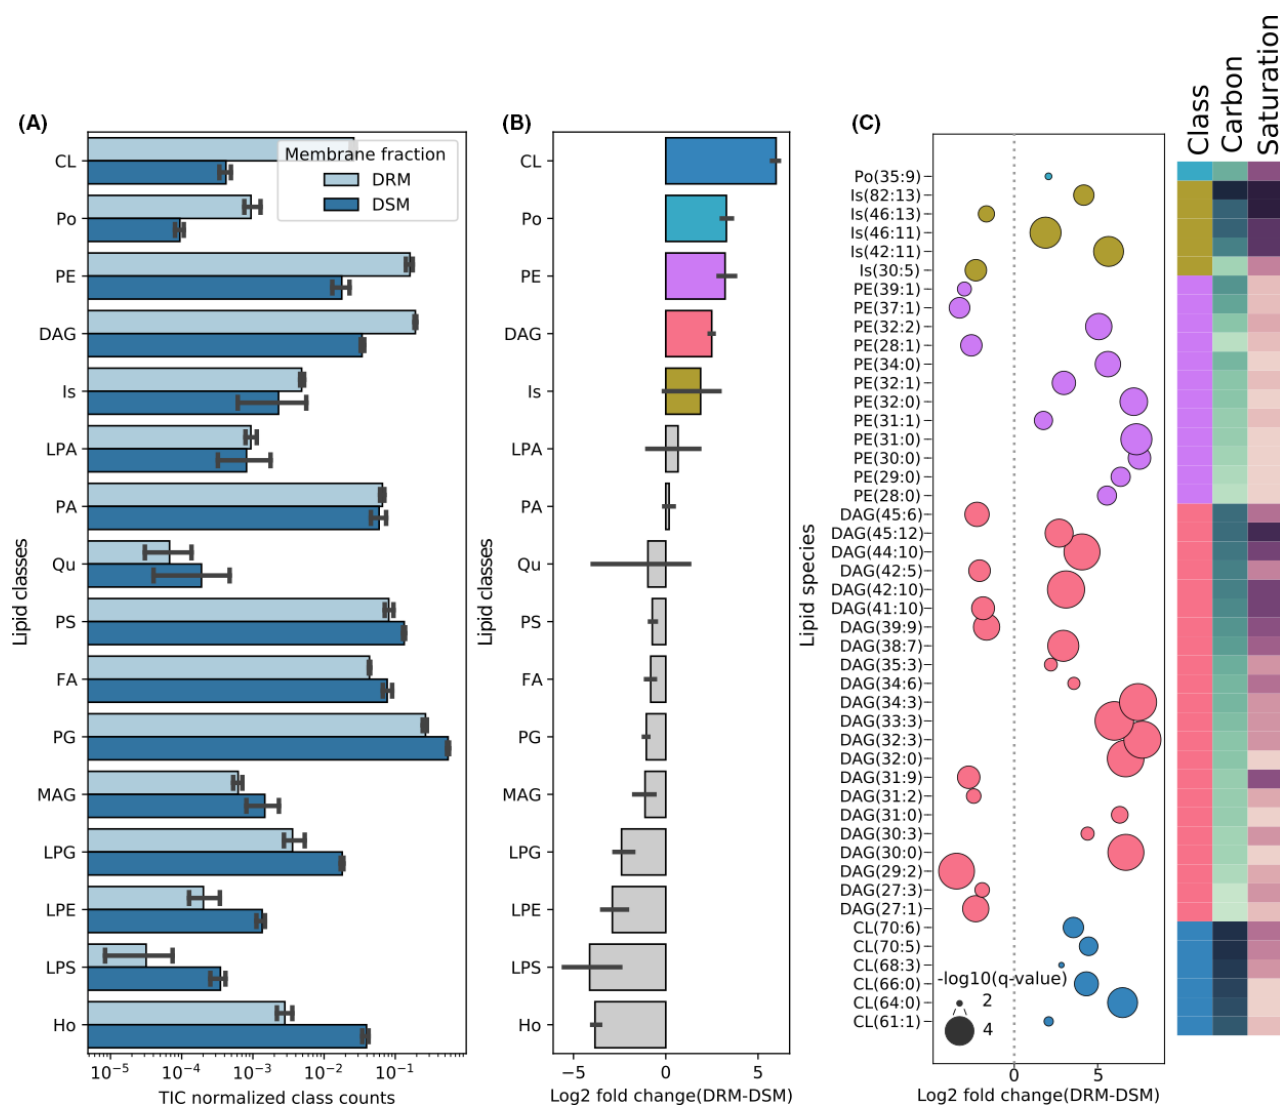 (A)
Membrane fraction
DRM
DSM
Lipid classes
CL
Po
PE
DAG
Is
LPA
PA
Qu
PS
FA
PG
MAG
LPG
LPE
LPS
Ho
10−5
10−4
10−3
10−2
10−1
TIC normalized class counts
(B)
Lipid classes
CL
Po
PE
DAG
Is
LPA
PA
Qu
PS
FA
PG
MAG
LPG
LPE
LPS
Ho
−5
0
5
Log2 fold change(DRM-DSM)
(C)
Class
Carbon
Saturation
Lipid species
Po(35:9)
Is(82:13)
Is(46:13)
Is(46:11)
Is(42:11)
Is(30:5)
PE(39:1)
PE(37:1)
PE(32:2)
PE(28:1)
PE(34:0)
PE(32:1)
PE(32:0)
PE(31:1)
PE(31:0)
PE(30:0)
PE(29:0)
PE(28:0)
DAG(45:6)
DAG(45:12)
DAG(44:10)
DAG(42:5)
DAG(42:10)
DAG(41:10)
DAG(39:9)
DAG(38:7)
DAG(35:3)
DAG(34:6)
DAG(34:3)
DAG(33:3)
DAG(32:3)
DAG(32:0)
DAG(31:9)
DAG(31:2)
DAG(31:0)
DAG(30:3)
DAG(30:0)
DAG(29:2)
DAG(27:3)
DAG(27:1)
CL(70:6)
CL(70:5)
CL(68:3)
CL(66:0)
CL(64:0)
CL(61:1)
-log10(q-value)
2
4
0
5
Log2 fold change(DRM-DSM)